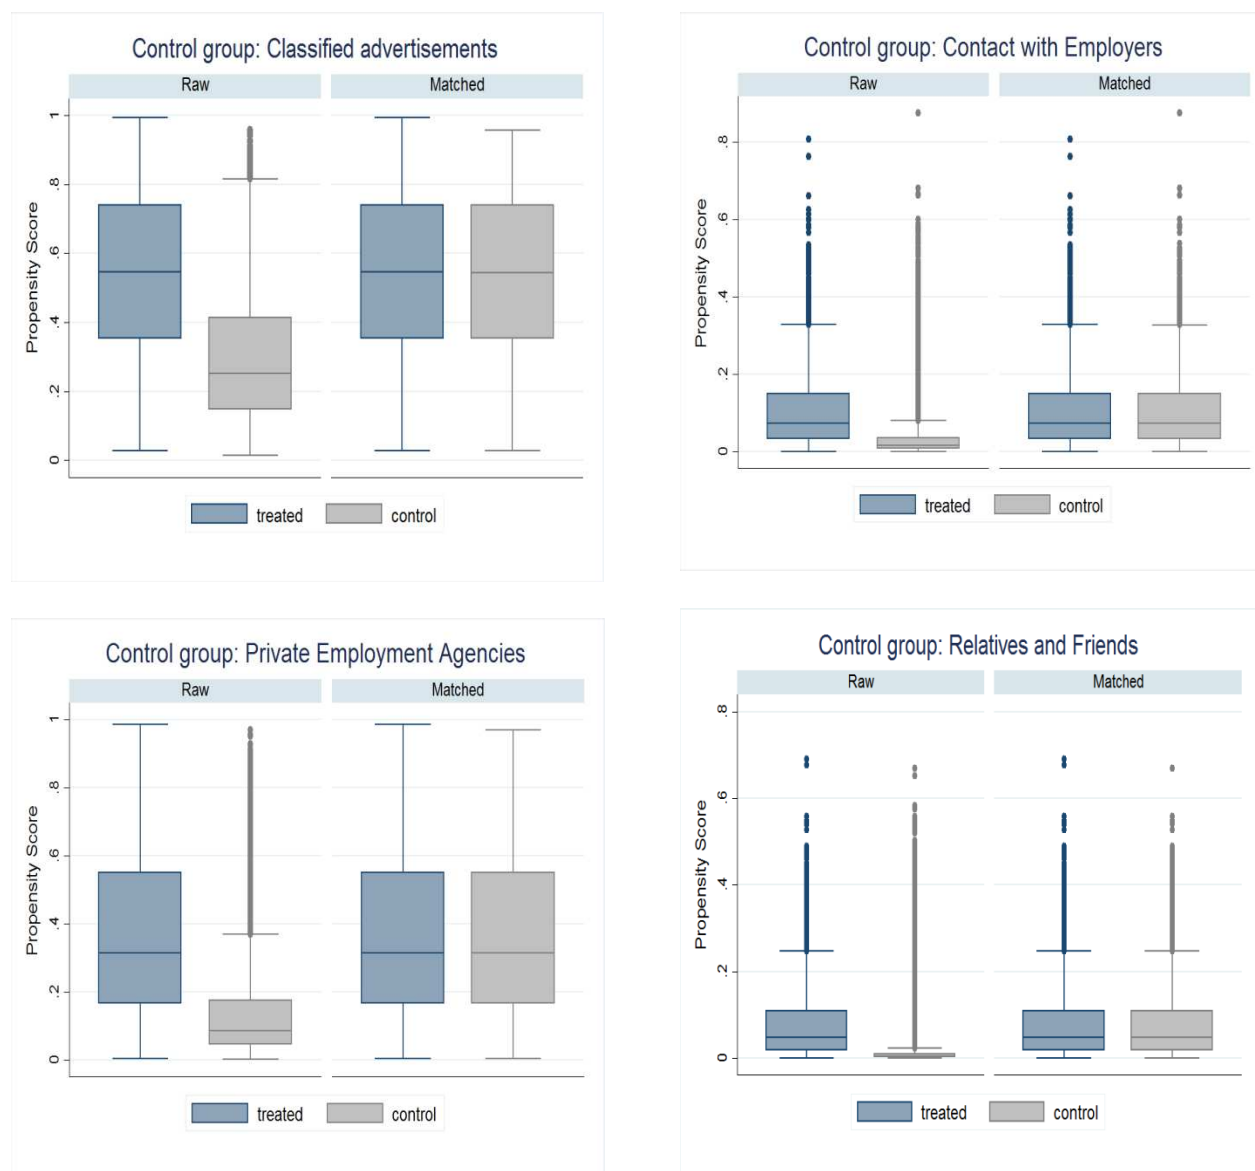 Control group: Classified advertisements
Raw Matched
Propensity Score
1
.8
.6
.4
.2
0
treated control
Control group: Contact with Employers
Raw Matched
Propensity Score
.8
.6
.4
.2
0
treated control
Control group: Private Employment Agencies
Raw Matched
Propensity Score
1
.8
.6
.4
.2
0
treated control
Control group: Relatives and Friends
Raw Matched
Propensity Score
.8
.6
.4
.2
0
treated control